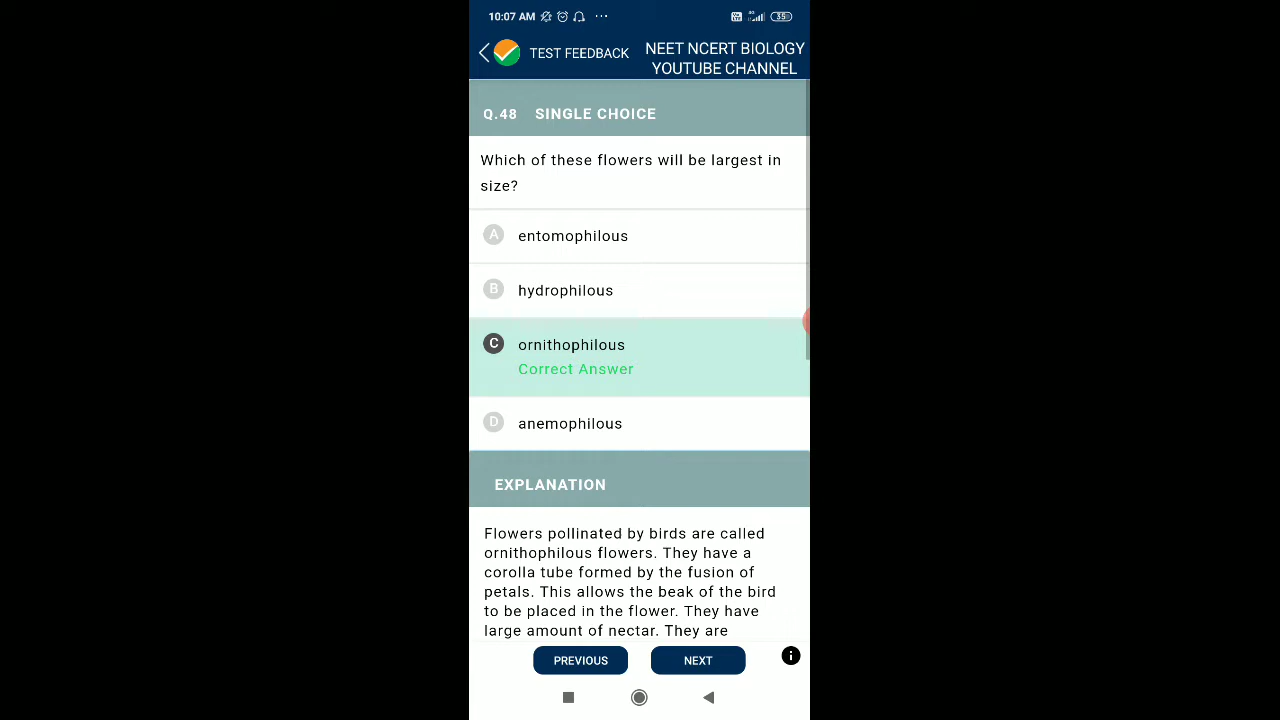 10:07 AM ...
4G 35
TEST FEEDBACK
NEET NCERT BIOLOGY
YOUTUBE CHANNEL
Q.48 SINGLE CHOICE
Which of these flowers will be largest in
size?
A entomophilous
B hydrophilous
C ornithophilous
Correct Answer
D anemophilous
EXPLANATION
Flowers pollinated by birds are called
ornithophilous flowers. They have a
corolla tube formed by the fusion of
petals. This allows the beak of the bird
to be placed in the flower. They have
large amount of nectar. They are
PREVIOUS NEXT